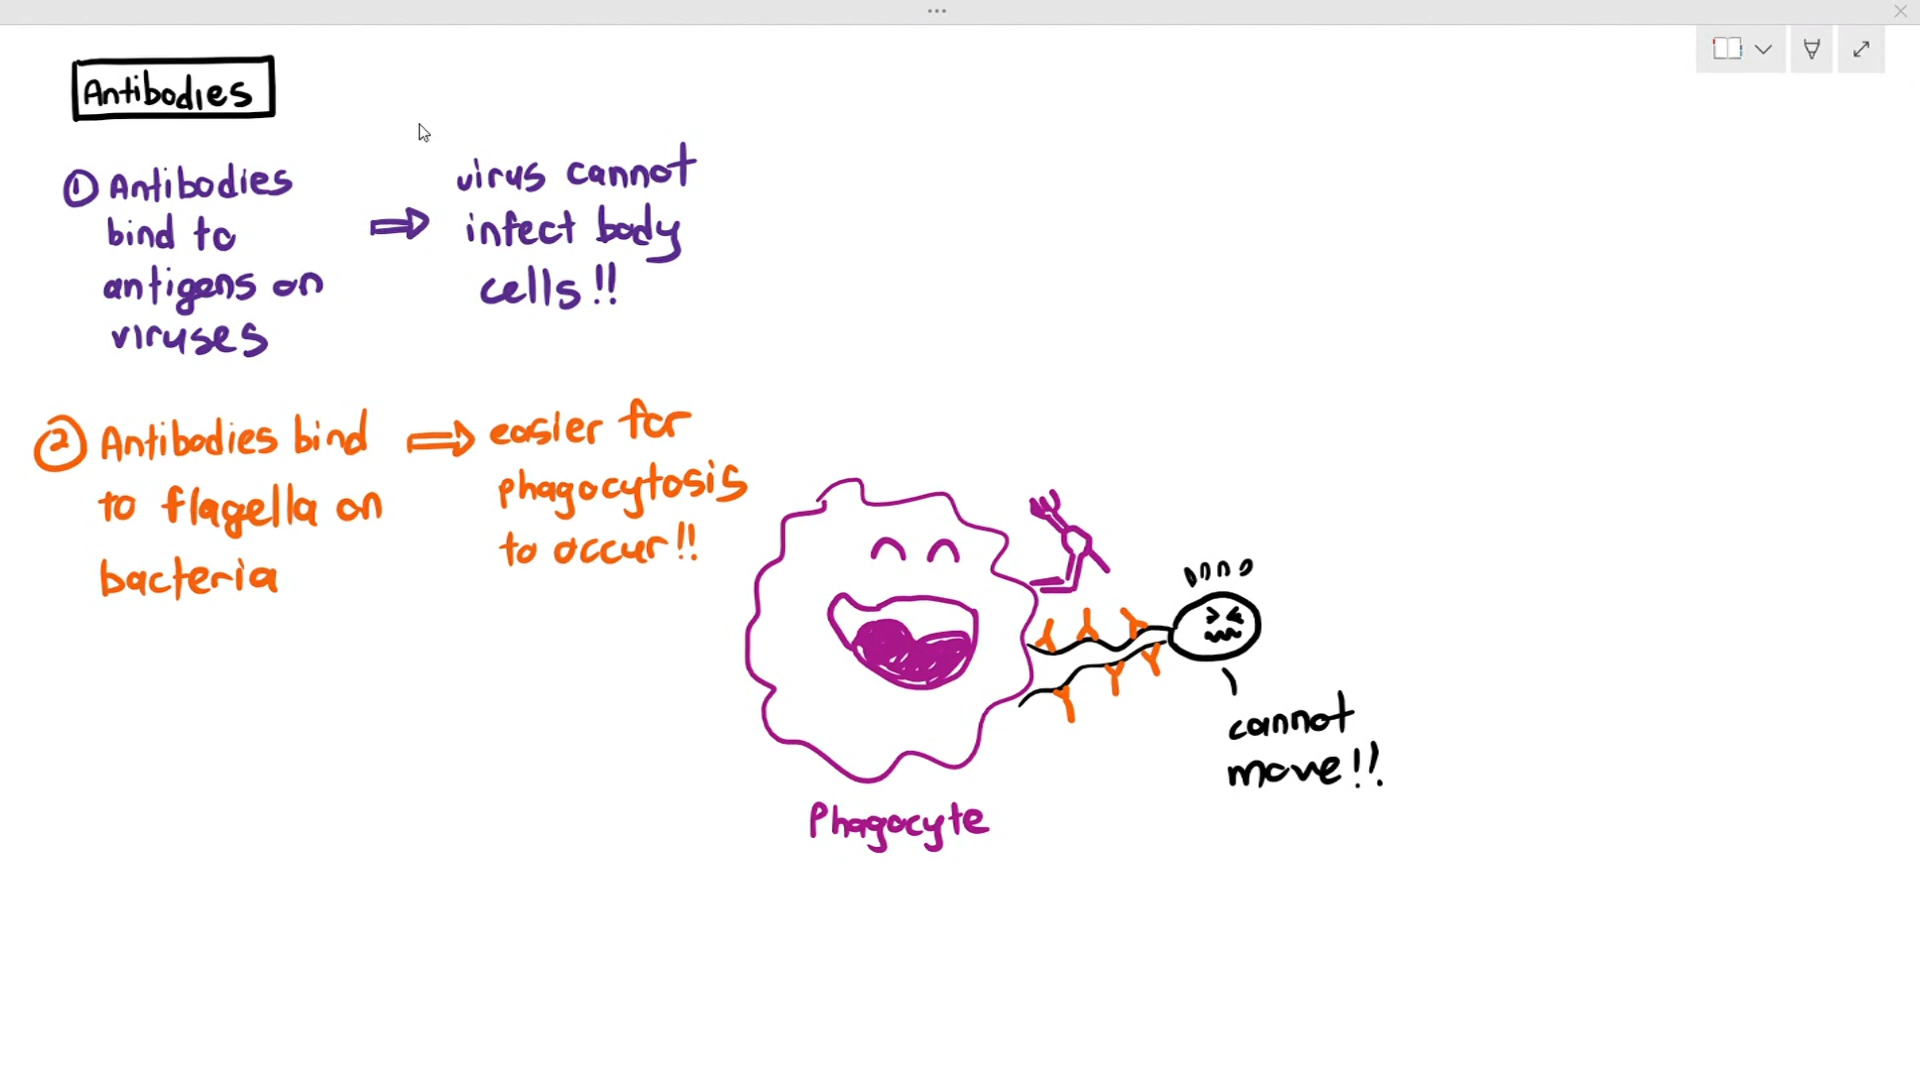 Antibodies
① Antibodies
bind to
antigens on
viruses
⇒
virus cannot
infect body
cells!!
② Antibodies bind
to flagella on
bacteria
⇒
easier for
phagocytosis
to occur!!
cannot
move!!
Phagocyte